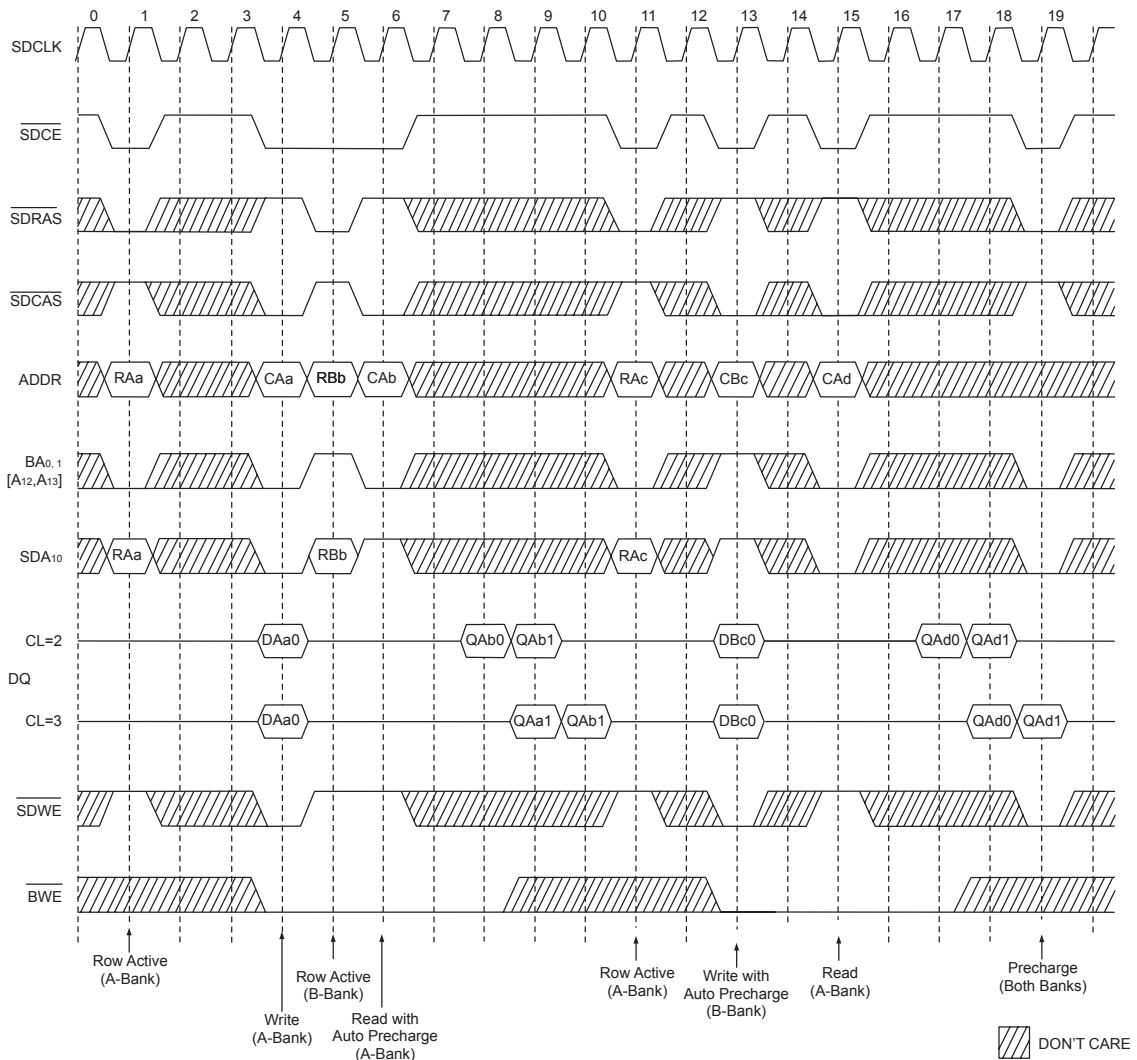 0 1 2 3 4 5 6 7 8 9 10 11 12 13 14 15 16 17 18 19
SDCLK
SDCE
SDRAS
SDCAS
ADDR RAa CAa RBb CAb RAc CBc CAd
BA0, 1
[A12,A13]
SDA10 RAa RBb RAc
CL=2 DAa0 QAb0 QAb1 DBc0 QAd0 QAd1
DQ
CL=3 DAa0 QAa1 QAb1 DBc0 QAd0 QAd1
SDWE
BWE
Row Active
(A-Bank)
Write
(A-Bank)
Row Active
(B-Bank)
Read with
Auto Precharge
(A-Bank)
Row Active
(A-Bank)
Write with
Auto Precharge
(B-Bank)
Read
(A-Bank)
Precharge
(Both Banks)
DON'T CARE